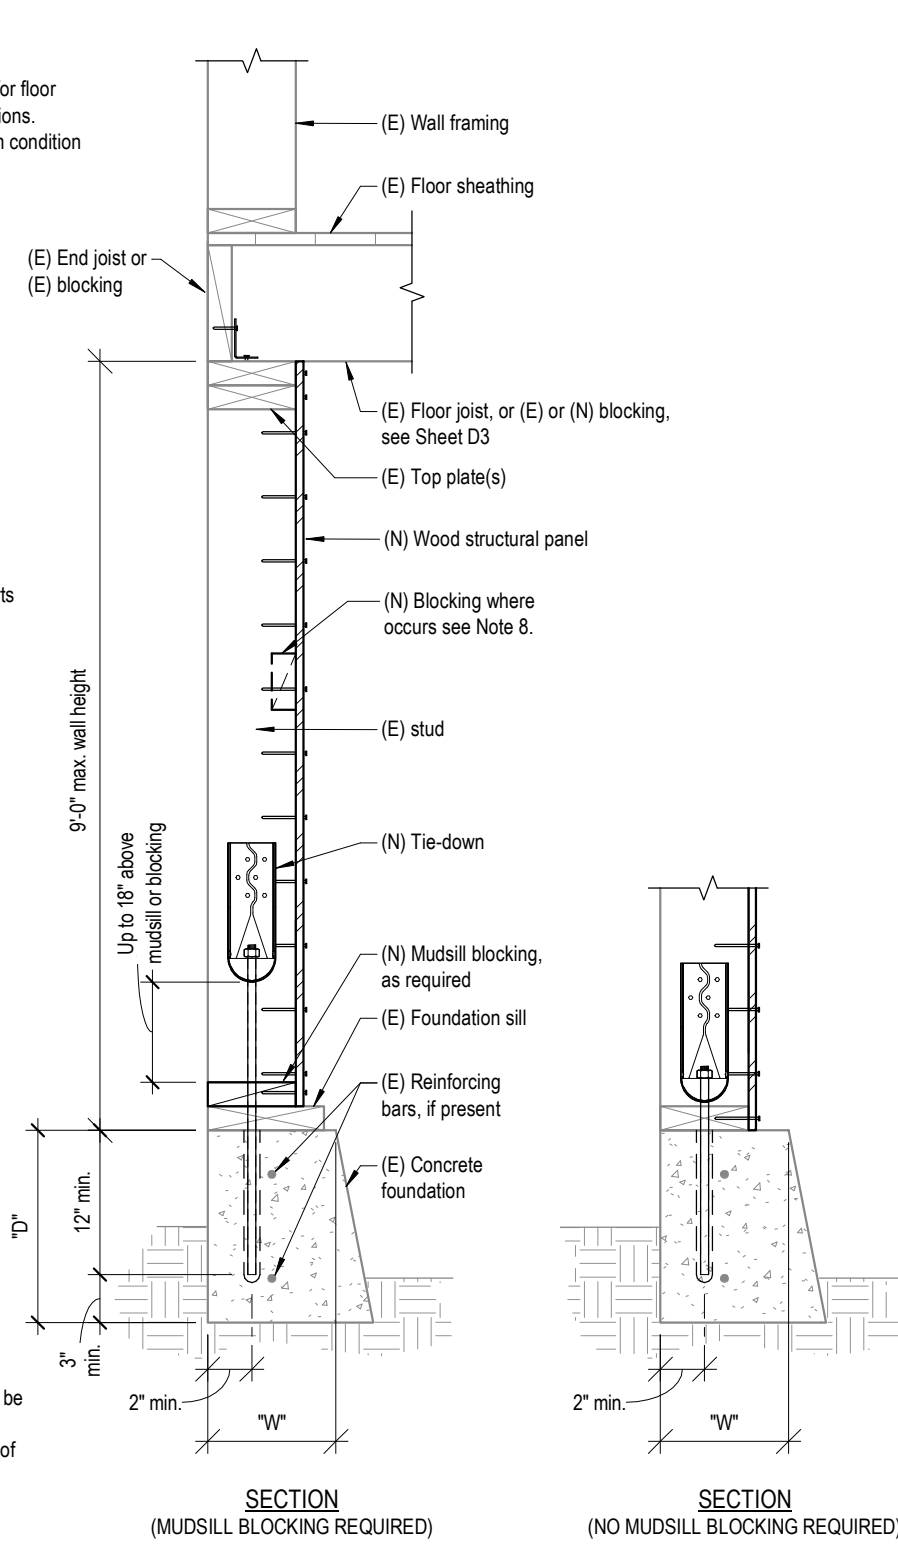 or floor
ions.
n condition
(E) Wall framing
(E) Floor sheathing
(E) End joist or
(E) blocking
(E) Floor joist, or (E) or (N) blocking,
see Sheet D3
(E) Top plate(s)
(N) Wood structural panel
ts
(N) Blocking where
occurs see Note 8.
9'-0" max. wall height
(E) stud
Up to 18" above
mudsill or blocking
(N) Tie-down
(N) Mudsill blocking,
as required
(E) Foundation sill
(E) Reinforcing
bars, if present
(E) Concrete
foundation
"D"
12" min.
3"
min.
be
of
2" min.
"W"
2" min.
"W"
SECTION
(MUDSILL BLOCKING REQUIRED)
SECTION
(NO MUDSILL BLOCKING REQUIRED)